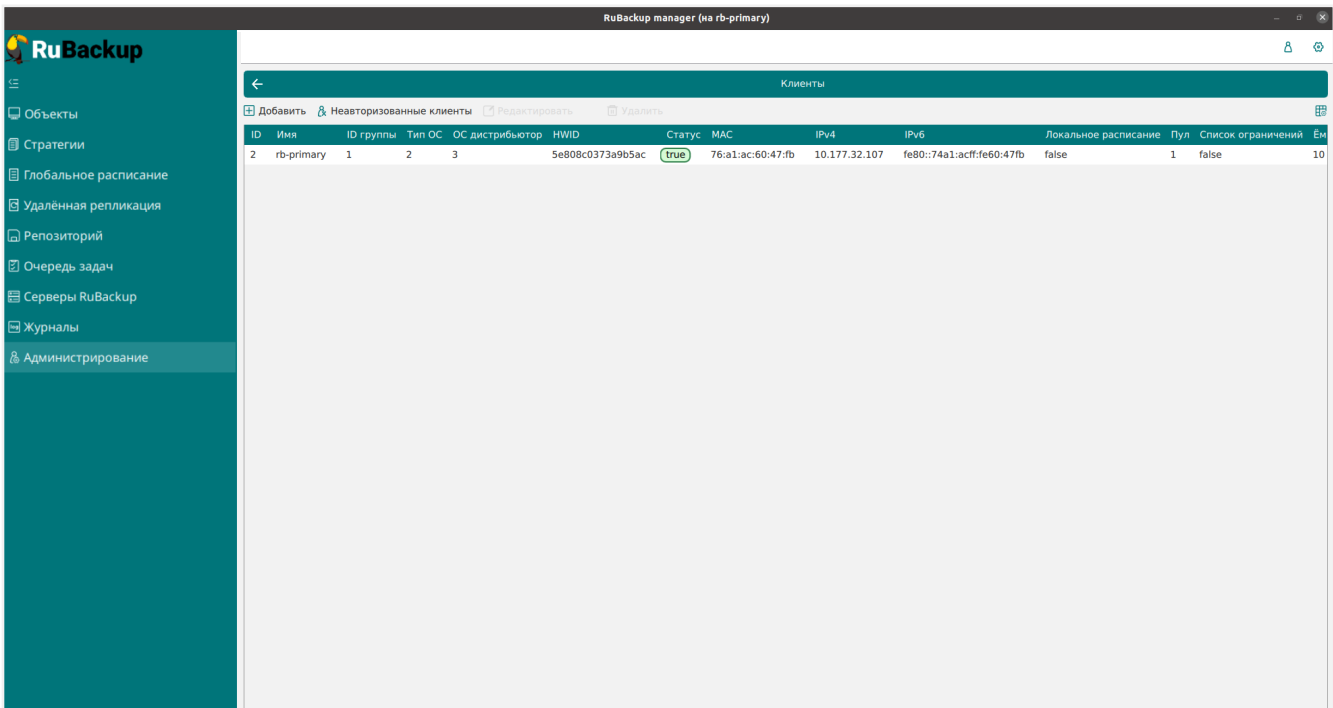 RuBackup manager (на rb-primary)
RuBackup
Объекты
Стратегии
Глобальное расписание
Удалённая репликация
Репозиторий
Очередь задач
Серверы RuBackup
Журналы
Администрирование
Клиенты
Добавить Неавторизованные клиенты Редактировать Удалить
ID Имя ID группы Тип ОС ОС дистрибьютор HWID Статус MAC IPv4 IPv6 Локальное расписание Пул Список ограничений Ём
2 rb-primary 1 2 3 5e808c0373a9b5ac true 76:a1:ac:60:47:fb 10.177.32.107 fe80::74a1:acff:fe60:47fb false 1 false 10